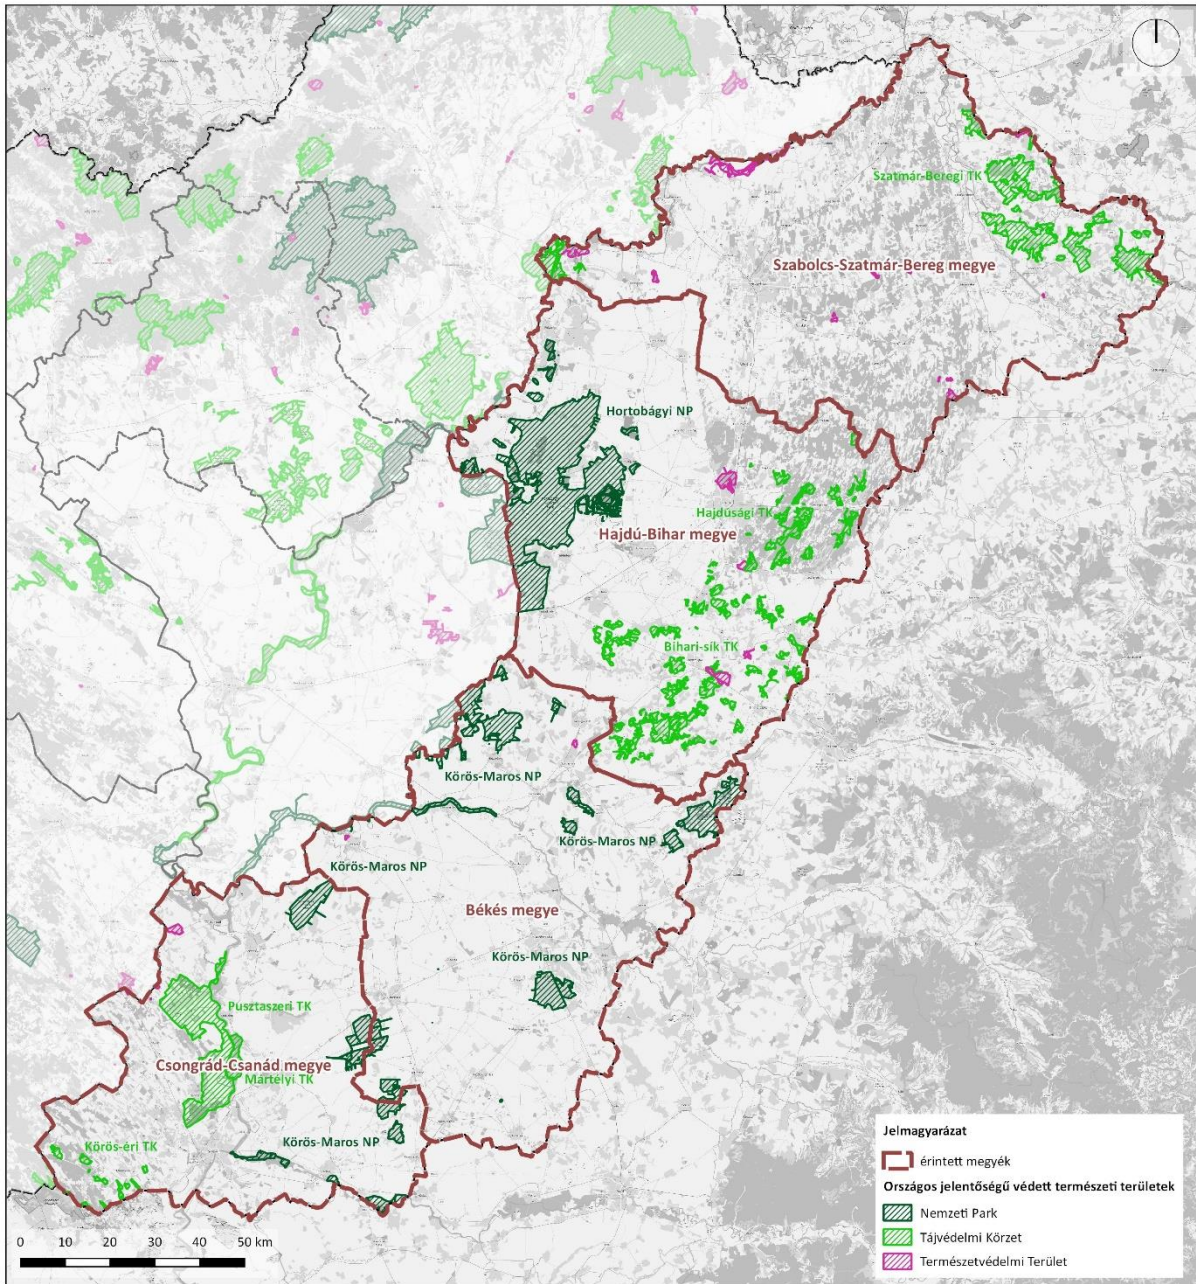 Szatmár-Beregi TK
Szabolcs-Szatmár-Bereg megye
Hortobágyi NP
Hajdúsági TK
Hajdú-Bihar megye
Bihari-sík TK
Körös-Maros NP
Körös-Maros NP
Körös-Maros NP
Békés megye
Körös-Maros NP
Pusztaszeri TK
Csongrád-Csanád megye
Mártélyi TK
Körös-Maros NP
Körös-éri TK
Jelmagyarázat
érintett megyék
Országos jelentőségű védett természeti területek
Nemzeti Park
Tájvédelmi Körzet
Természetvédelmi Terület
0 10 20 30 40 50 km